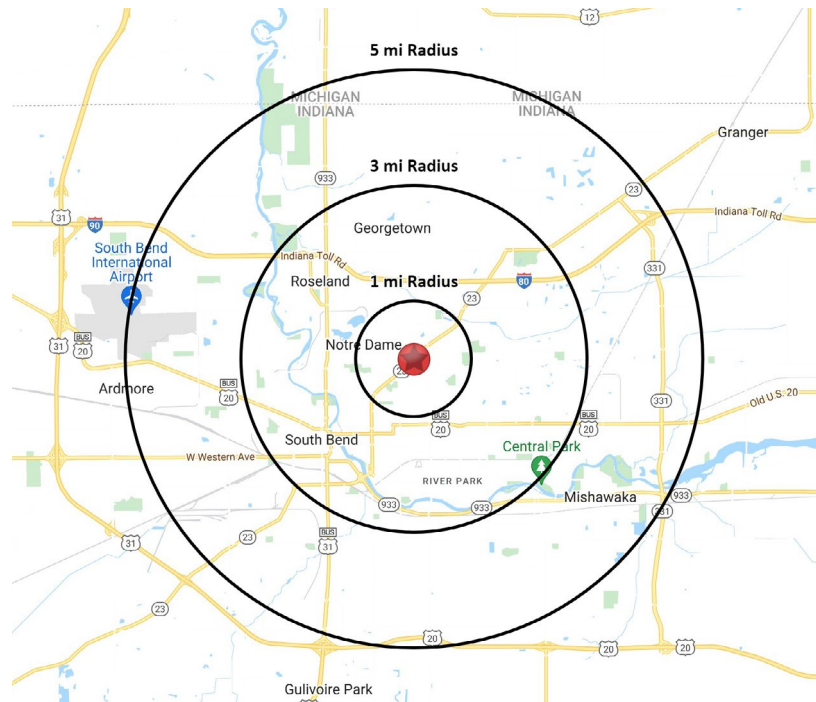 12
5 mi Radius
MICHIGAN
INDIANA
MICHIGAN
INDIANA
Granger
3 mi Radius
933
23
31
90
Indiana Toll Rd
Georgetown
South Bend
International
Airport
Indiana Toll Rd
331
Roseland
1 mi Radius
80
23
31
BUS
20
Notre Dame
23
Ardmore
BUS
20
331
Old U.S. 20
BUS
20
BUS
20
South Bend
Central Park
W Western Ave
RIVER PARK
Mishawaka
933
933
933
331
31
23
BUS
31
23
20
20
20
31
Gulivoire Park